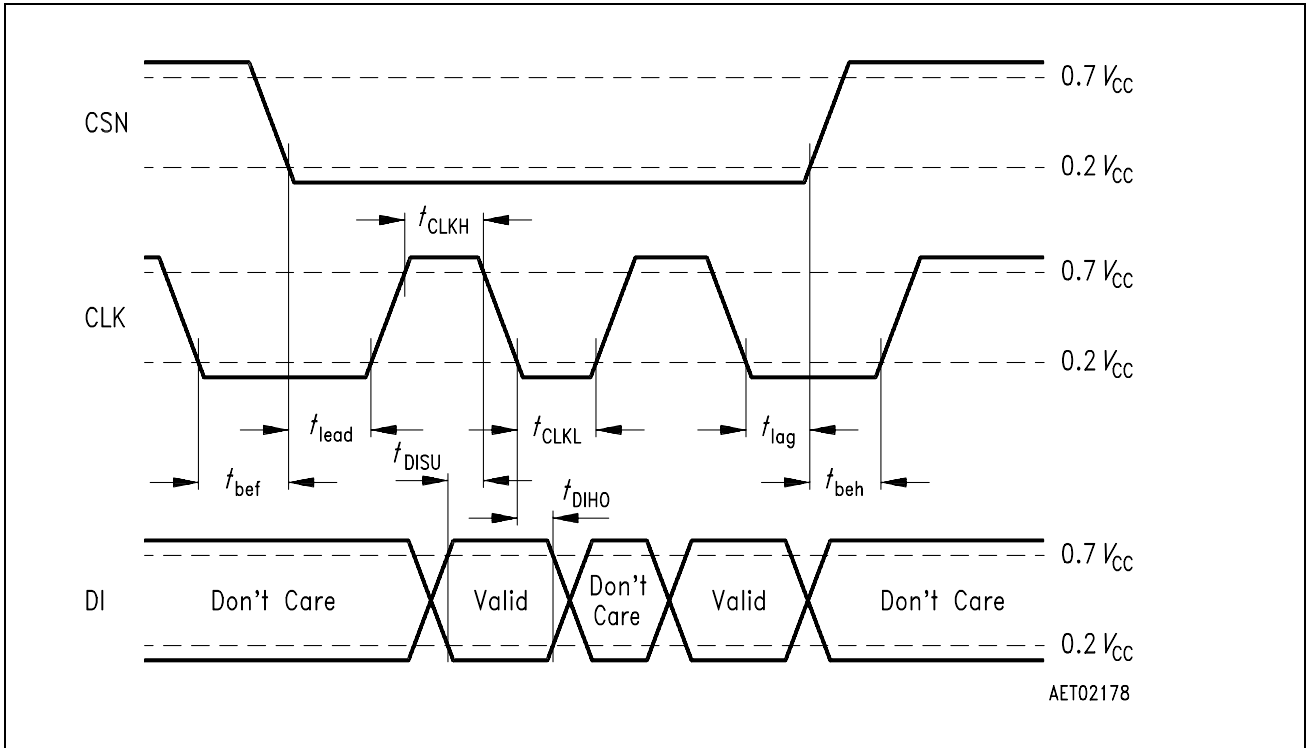 0.7 VCC
CSN
0.2 VCC
tCLKH
0.7 VCC
CLK
0.2 VCC
tlead
tCLKL
tlag
tDISU
tbef
tDIHO
tbeh
0.7 VCC
DI
Don't Care
Valid
Don't
Care
Valid
Don't Care
0.2 VCC
AET02178